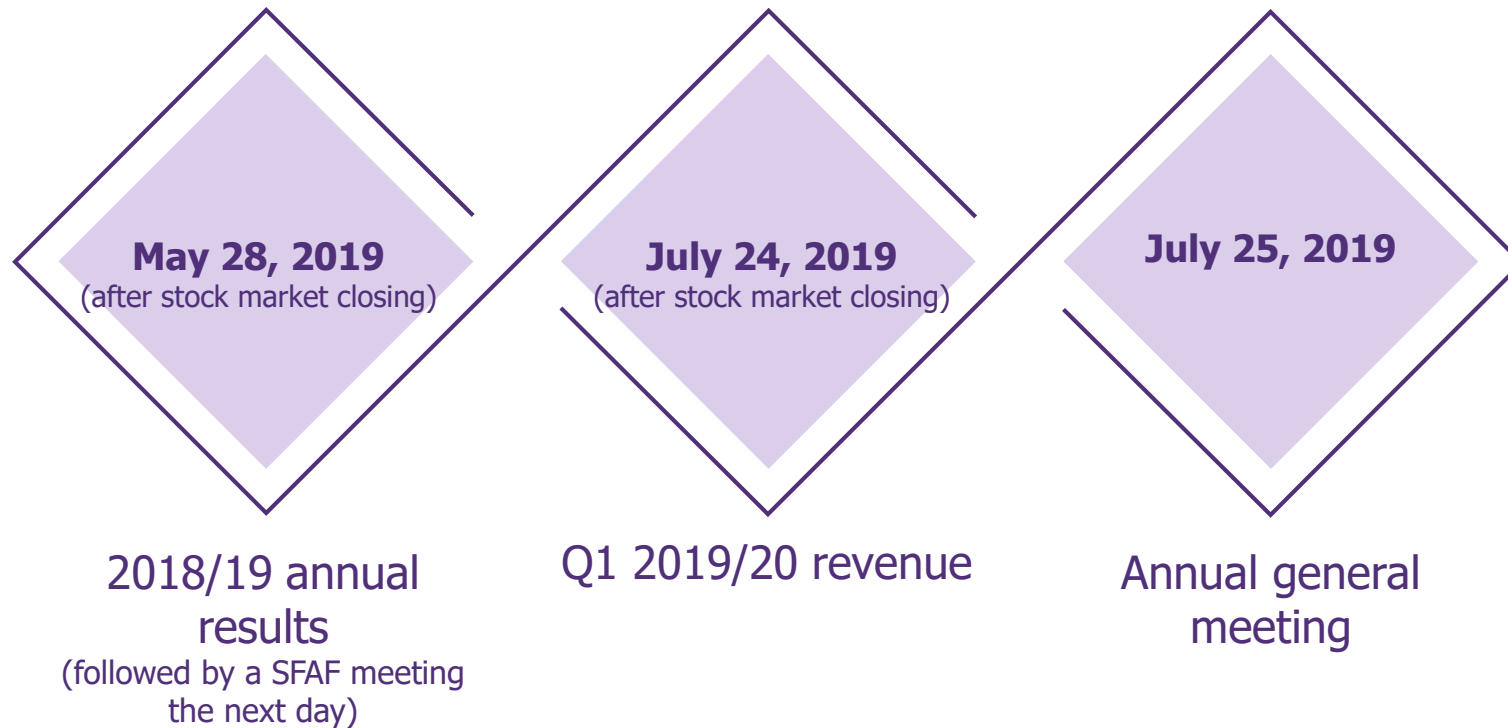 May 28, 2019
(after stock market closing)
July 24, 2019
(after stock market closing)
July 25, 2019
2018/19 annual
results
(followed by a SFAF meeting
the next day)
Q1 2019/20 revenue
Annual general
meeting